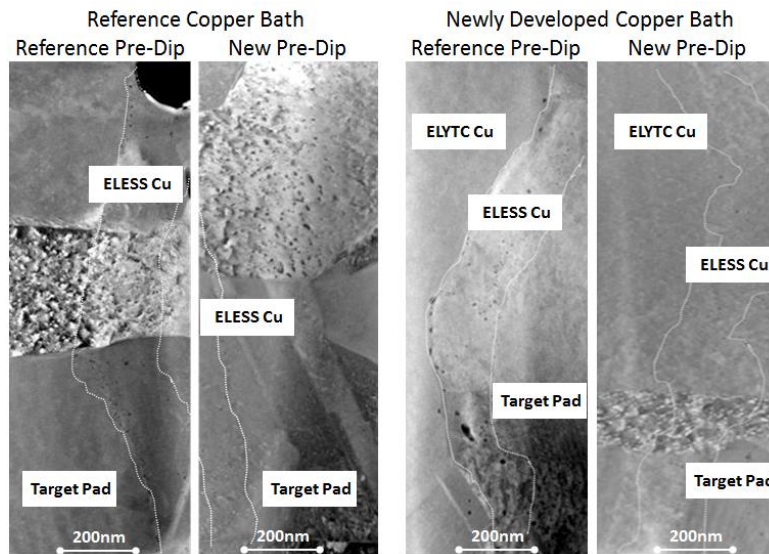 Reference Copper Bath
Reference Pre-Dip
New Pre-Dip
Newly Developed Copper Bath
Reference Pre-Dip
New Pre-Dip
ELESS Cu
Target Pad
200nm
ELESS Cu
Target Pad
200nm
ELYTC Cu
ELESS Cu
Target Pad
200nm
ELYTC Cu
ELESS Cu
Target Pad
200nm